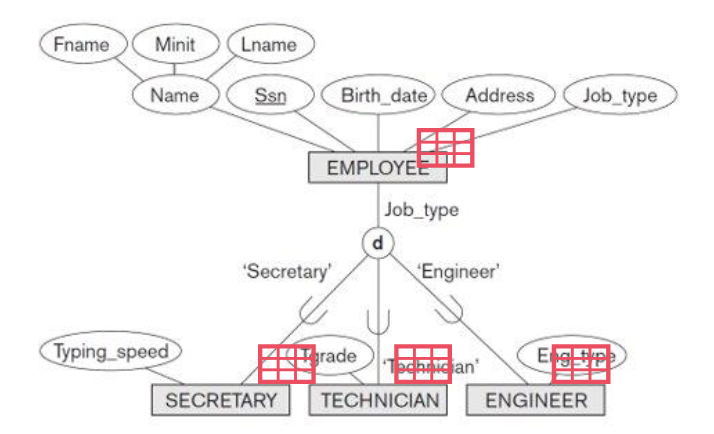 Fname Minit Lname
Name Ssn Birth_date Address Job_type
EMPLOYEE
Job_type
d
'Secretary' 'Engineer'
Typing_speed Tgrade 'Technician' Eng_type
SECRETARY TECHNICIAN ENGINEER